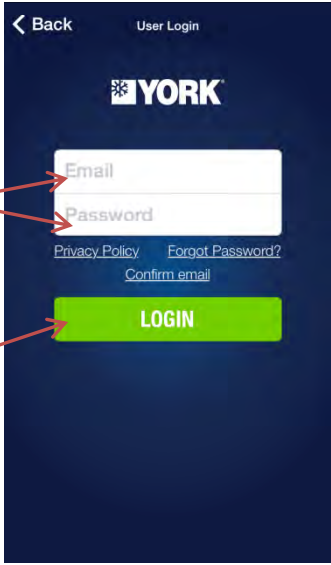 Back User Login
YORK®
Email
Password
Privacy Policy Forgot Password?
Confirm email
LOGIN